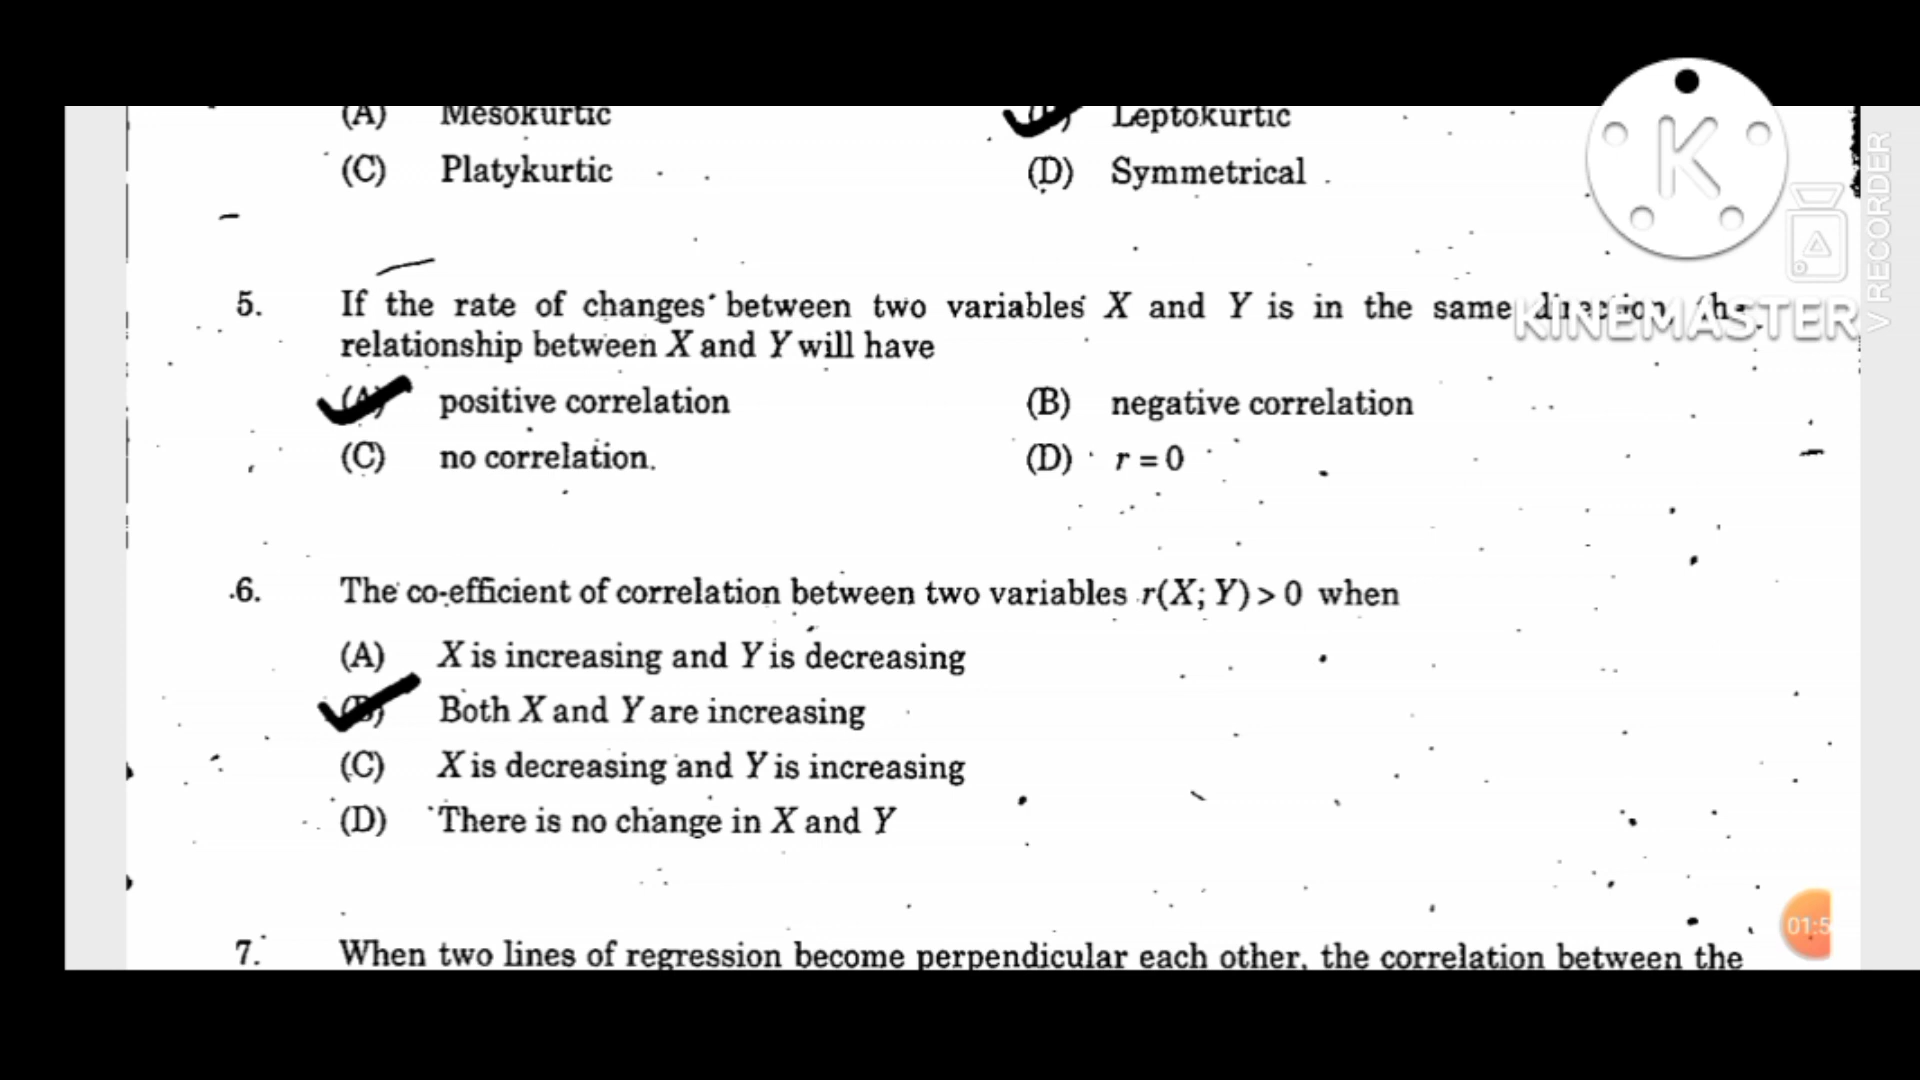 (A) Mesokurtic Leptokurtic
(C) Platykurtic (D) Symmetrical
5. If the rate of changes between two variables X and Y is in the same direction, the
relationship between X and Y will have
(A) positive correlation (B) negative correlation
(C) no correlation. (D) r = 0
6. The co-efficient of correlation between two variables r(X; Y) > 0 when
(A) X is increasing and Y is decreasing
(B) Both X and Y are increasing
(C) X is decreasing and Y is increasing
(D) There is no change in X and Y
7. When two lines of regression become perpendicular each other, the correlation between the
K
KINEMASTER
V RECORDER
01:5